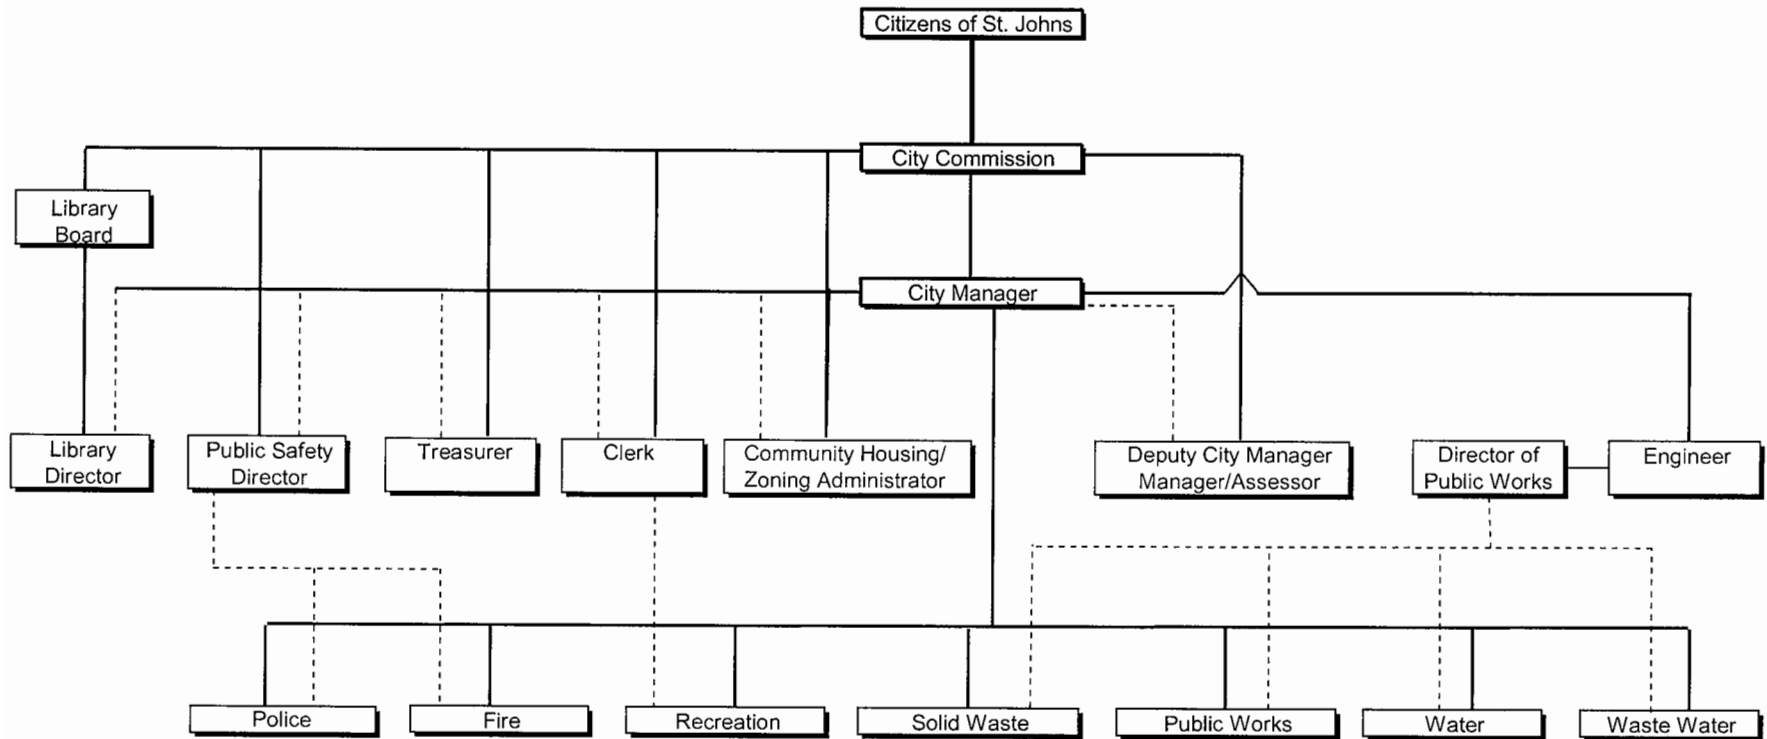 Citizens of St. Johns
City Commission
Library
Board
City Manager
Library
Director
Public Safety
Director
Treasurer
Clerk
Community Housing/
Zoning Administrator
Deputy City Manager
Manager/Assessor
Director of
Public Works
Engineer
Police
Fire
Recreation
Solid Waste
Public Works
Water
Waste Water